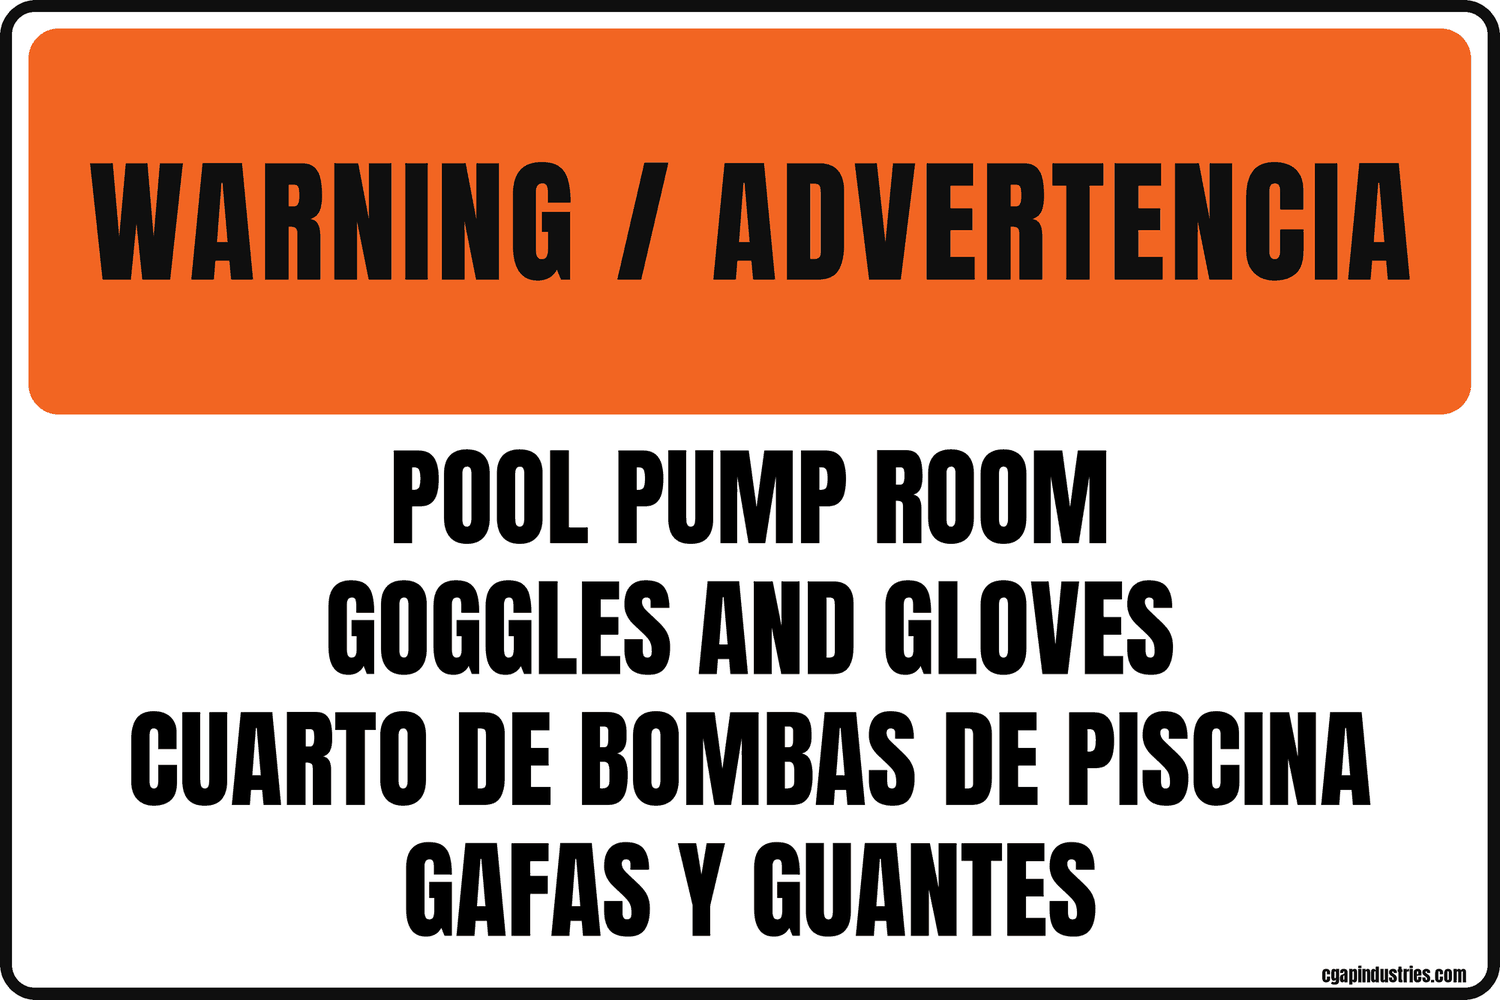 WARNING / ADVERTENCIA
POOL PUMP ROOM
GOGGLES AND GLOVES
CUARTO DE BOMBAS DE PISCINA
GAFAS Y GUANTES
cgapindustries.com